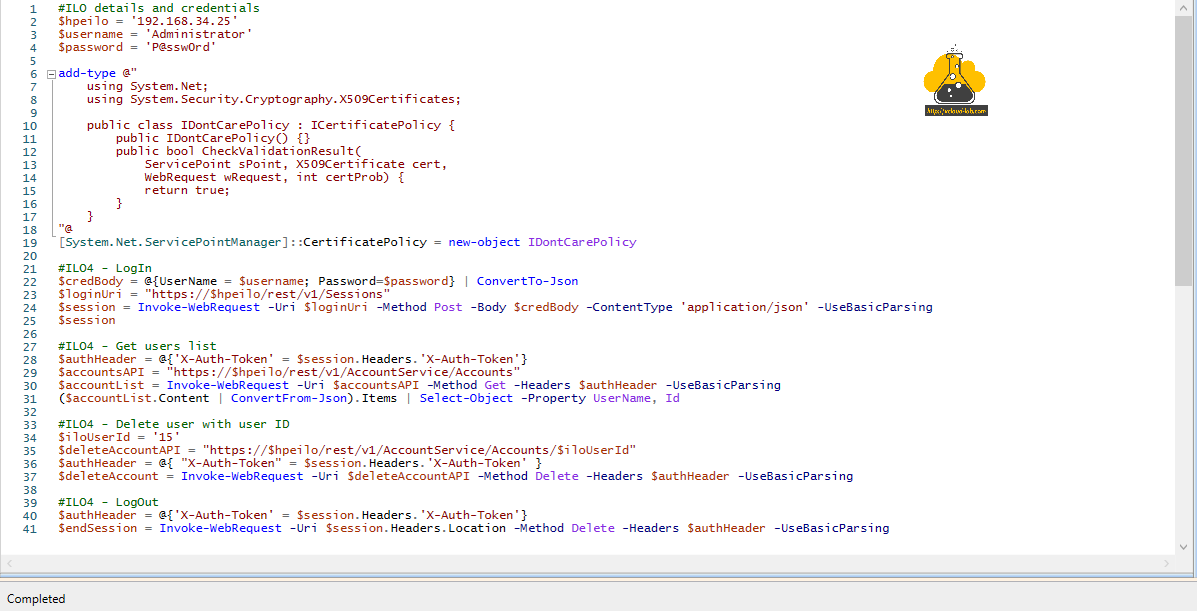 1 #ILO details and credentials
2 $hpeilo = '192.168.34.25'
3 $username = 'Administrator'
4 $password = 'P@ssw0rd'
5
6 add-type @"
7 using System.Net;
8 using System.Security.Cryptography.X509Certificates;
9
10 public class IDontCarePolicy : ICertificatePolicy {
11 public IDontCarePolicy() {}
12 public bool CheckValidationResult(
13 ServicePoint sPoint, X509Certificate cert,
14 WebRequest wRequest, int certProb) {
15 return true;
16 }
17 }
18 "@
19 [System.Net.ServicePointManager]::CertificatePolicy = new-object IDontCarePolicy
20
21 #ILO4 - LogIn
22 $credBody = @{UserName = $username; Password=$password} | ConvertTo-Json
23 $loginUri = "https://$hpeilo/rest/v1/Sessions"
24 $session = Invoke-WebRequest -Uri $loginUri -Method Post -Body $credBody -ContentType 'application/json' -UseBasicParsing
25 $session
26
27 #ILO4 - Get users list
28 $authHeader = @{'X-Auth-Token' = $session.Headers.'X-Auth-Token'}
29 $accountsAPI = "https://$hpeilo/rest/v1/AccountService/Accounts"
30 $accountList = Invoke-WebRequest -Uri $accountsAPI -Method Get -Headers $authHeader -UseBasicParsing
31 ($accountList.Content | ConvertFrom-Json).Items | Select-Object -Property UserName, Id
32
33 #ILO4 - Delete user with user ID
34 $iloUserId = '15'
35 $deleteAccountAPI = "https://$hpeilo/rest/v1/AccountService/Accounts/$iloUserId"
36 $authHeader = @{ "X-Auth-Token" = $session.Headers.'X-Auth-Token' }
37 $deleteAccount = Invoke-WebRequest -Uri $deleteAccountAPI -Method Delete -Headers $authHeader -UseBasicParsing
38
39 #ILO4 - LogOut
40 $authHeader = @{'X-Auth-Token' = $session.Headers.'X-Auth-Token'}
41 $endSession = Invoke-WebRequest -Uri $session.Headers.Location -Method Delete -Headers $authHeader -UseBasicParsing
http://vcloud-lab.com
Completed